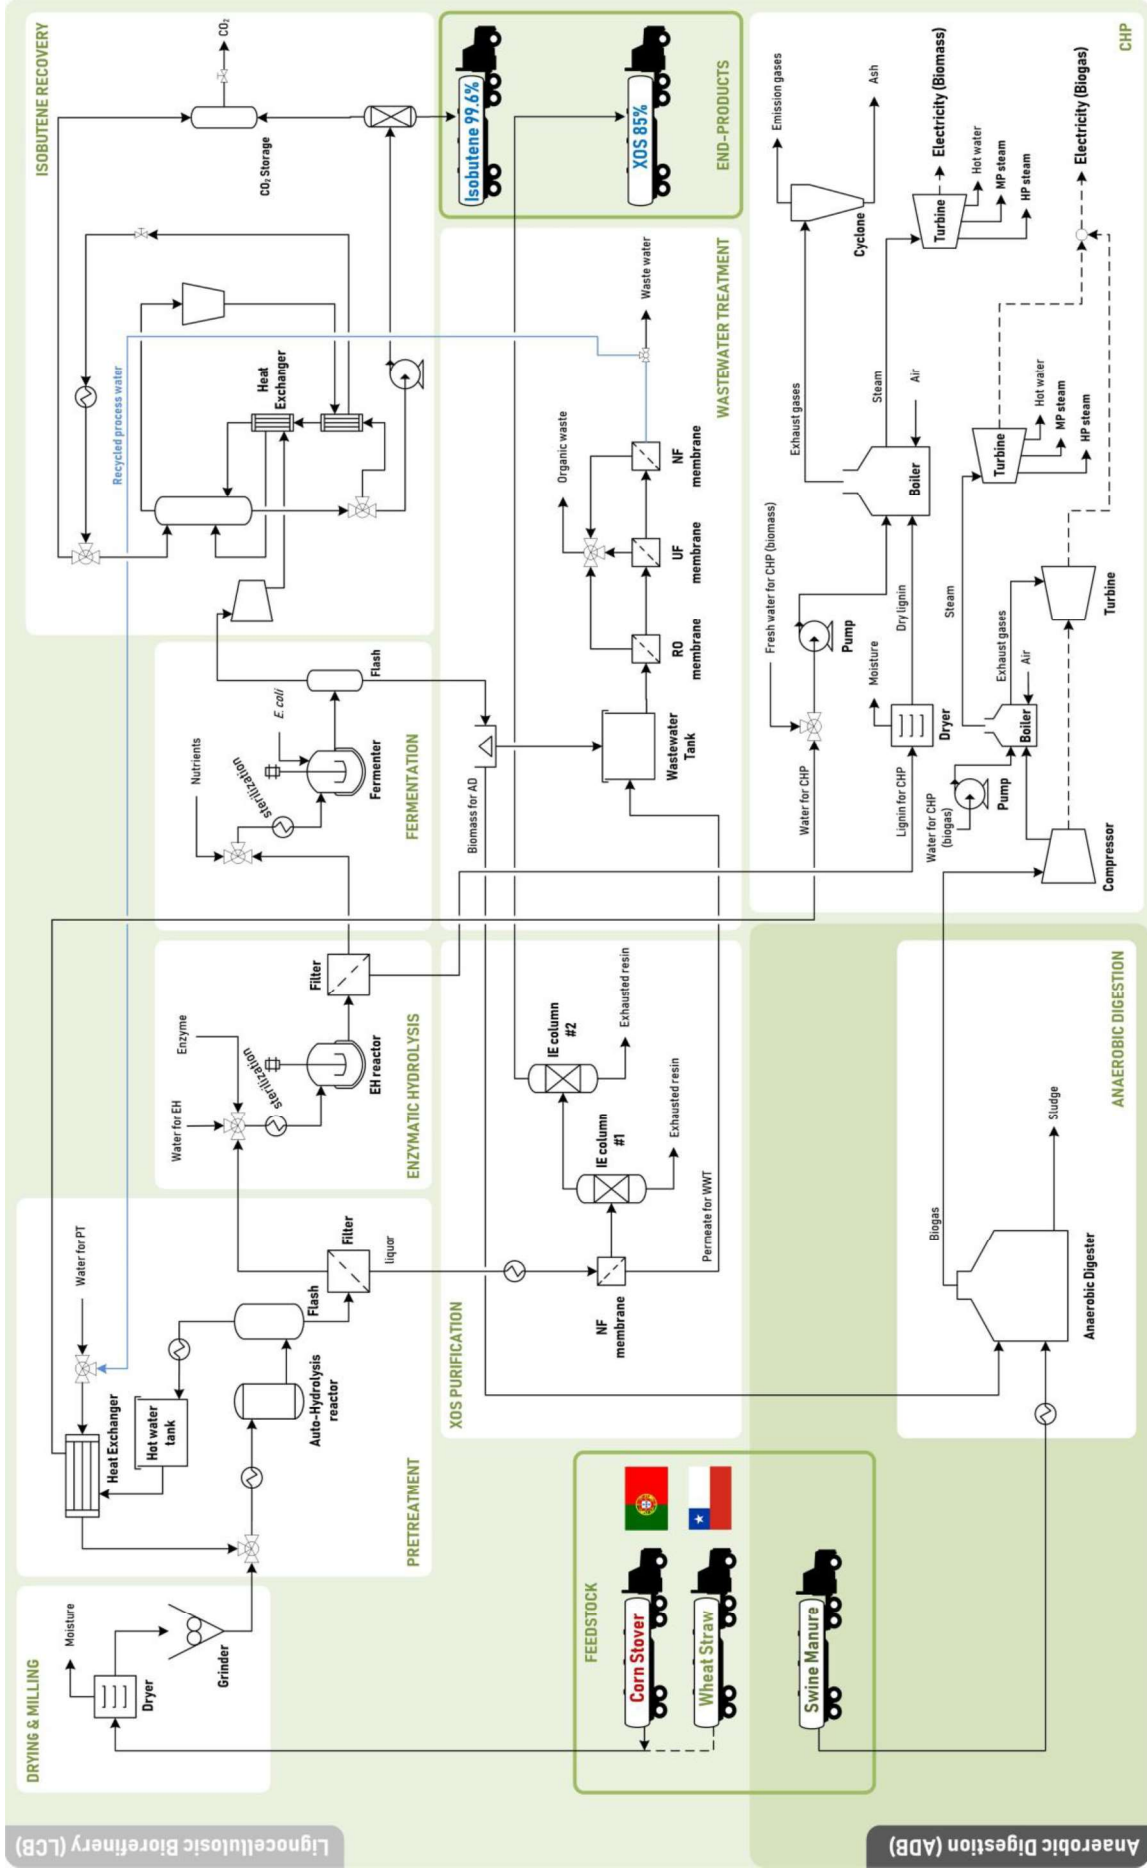 Lignocellulosic Biorefinery (LCB)
DRYING & MILLING
Moisture
Dryer
Grinder
PRETREATMENT
Water for PT
Heat Exchanger
Hot water
tank
Auto-Hydrolysis
reactor
Flash
Filter
liquor
ENZYMATIC HYDROLYSIS
Water for EH
Enzyme
sterilization
EH reactor
Filter
FERMENTATION
Nutrients
sterilization
E. coli
Fermenter
Flash
ISOBUTENE RECOVERY
Recycled process water
Heat
Exchanger
CO₂ Storage
CO₂
FEEDSTOCK
Corn Stover
Wheat Straw
Swine Manure
XOS PURIFICATION
NF
membrane
IE column
#1
Exhausted resin
IE column
#2
Exhausted resin
Permeate for WWT
WASTEWATER TREATMENT
Biomass for AD
Wastewater
Tank
RO
membrane
UF
membrane
NF
membrane
Organic waste
Waste water
END-PRODUCTS
Isobutene 99.6%
XOS 85%
Anaerobic Digestion (ADB)
ANAEROBIC DIGESTION
Biogas
Anaerobic Digester
Sludge
CHP
Water for CHP
Fresh water for CHP (biomass)
Pump
Lignin for CHP
Moisture
Dryer
Dry lignin
Boiler
Air
Exhaust gases
Steam
Cyclone
Emission gases
Ash
Turbine
Electricity (Biomass)
Hot water
MP steam
HP steam
Water for CHP
(biogas)
Pump
Compressor
Boiler
Air
Exhaust gases
Steam
Turbine
Turbine
Hot water
MP steam
HP steam
Electricity (Biogas)